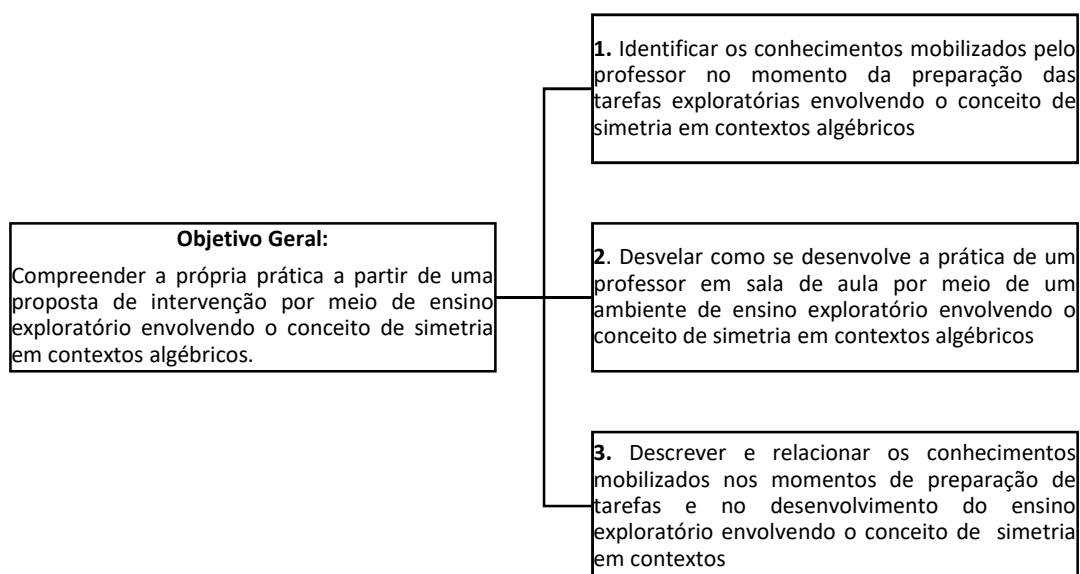 Objetivo Geral:
Compreender a própria prática a partir de uma
proposta de intervenção por meio de ensino
exploratório envolvendo o conceito de simetria
em contextos algébricos.
1. Identificar os conhecimentos mobilizados pelo
professor no momento da preparação das
tarefas exploratórias envolvendo o conceito de
simetria em contextos algébricos
2. Desvelar como se desenvolve a prática de um
professor em sala de aula por meio de um
ambiente de ensino exploratório envolvendo o
conceito de simetria em contextos algébricos
3. Descrever e relacionar os conhecimentos
mobilizados nos momentos de preparação de
tarefas e no desenvolvimento do ensino
exploratório envolvendo o conceito de simetria
em contextos